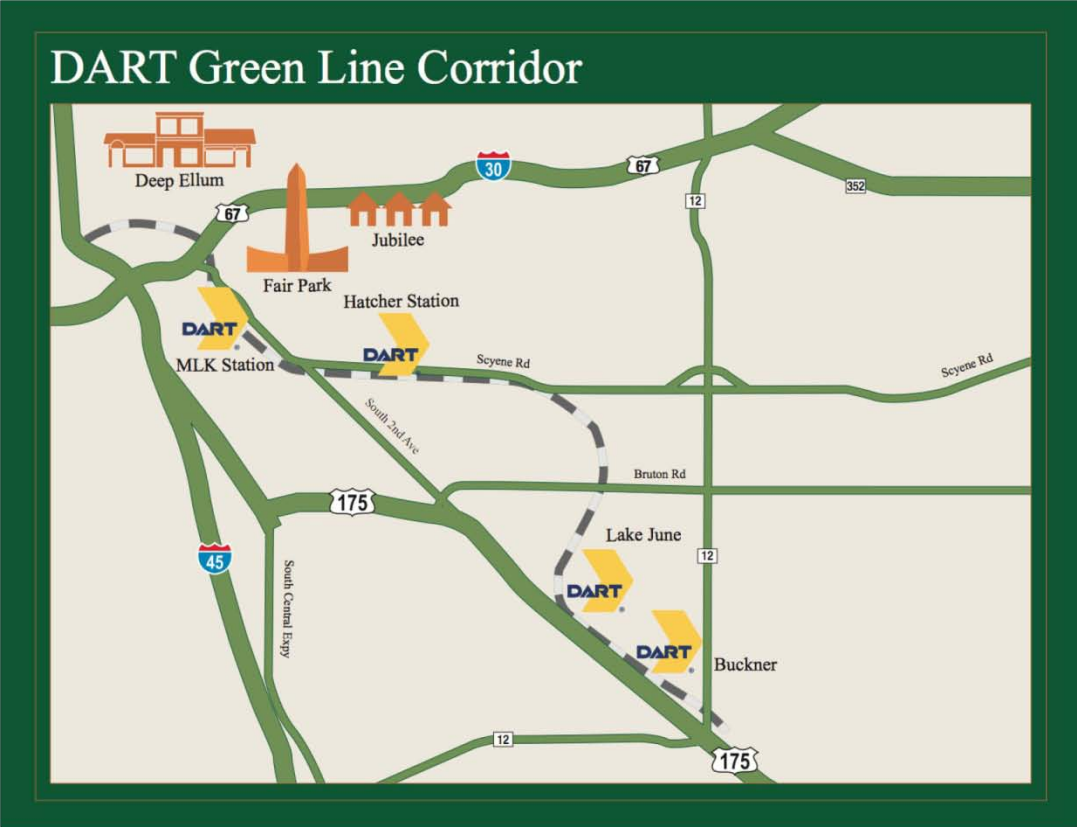 DART Green Line Corridor
Deep Ellum
30
67
67
352
12
Jubilee
Fair Park
Hatcher Station
DART
DART
MLK Station
Scyene Rd
Scyene Rd
South 2nd Ave
Bruton Rd
175
Lake June
45
12
South Central Expy
DART
DART
Buckner
12
175